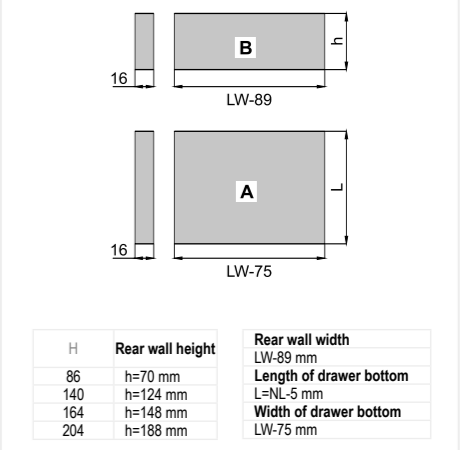 B
h
16
LW-89
A
L
16
LW-75
H Rear wall height
86 h=70 mm
140 h=124 mm
164 h=148 mm
204 h=188 mm
Rear wall width
LW-89 mm
Length of drawer bottom
L=NL-5 mm
Width of drawer bottom
LW-75 mm